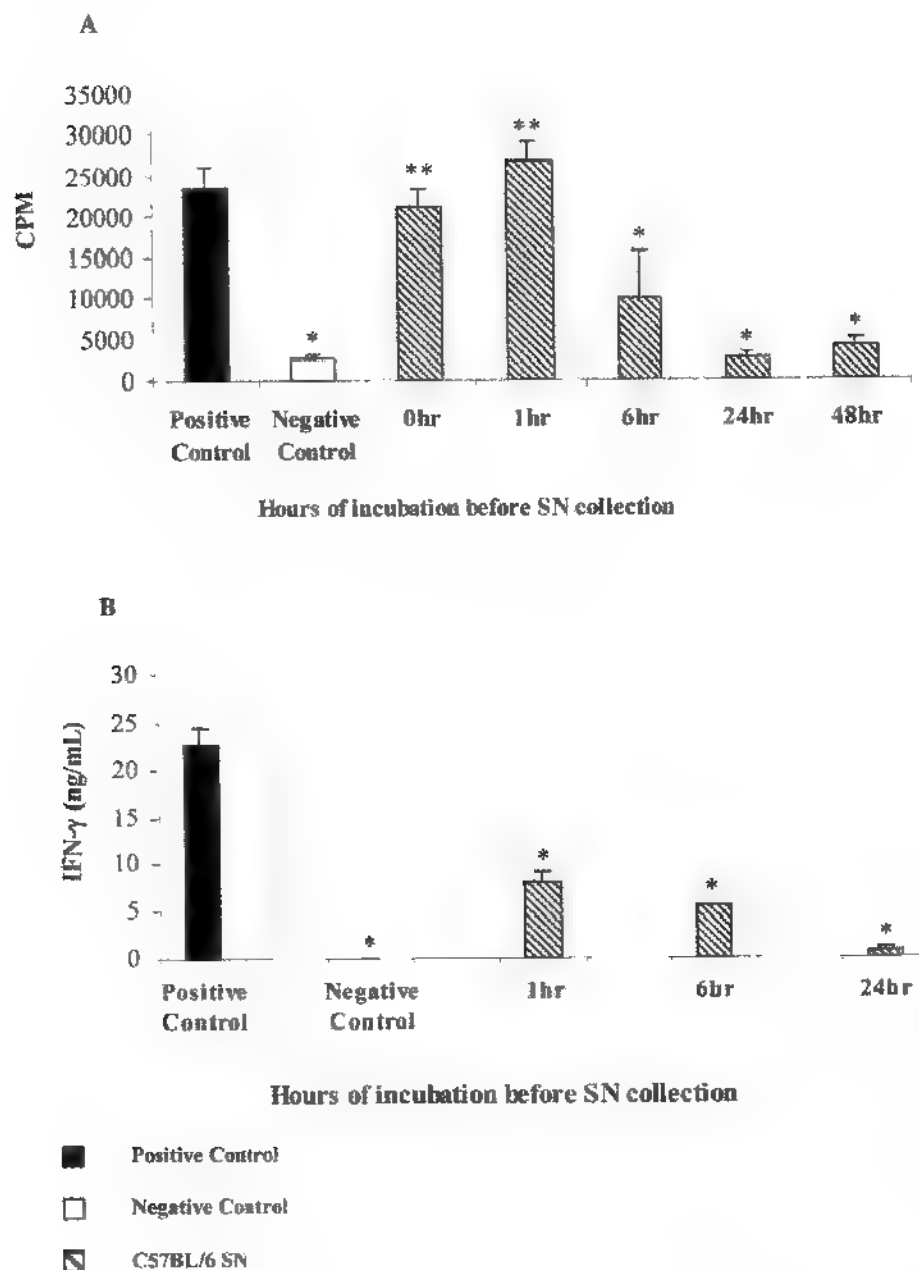 A
35000
30000
25000
20000
15000
10000
5000
0
CPM
*
**
**
*
*
*
Positive Control
Negative Control
0hr
1hr
6hr
24hr
48hr
Hours of incubation before SN collection
B
30
25
20
15
10
5
0
IFN-γ (ng/mL)
*
*
*
*
Positive Control
Negative Control
1hr
6hr
24hr
Hours of incubation before SN collection
Positive Control
Negative Control
C57BL/6 SN